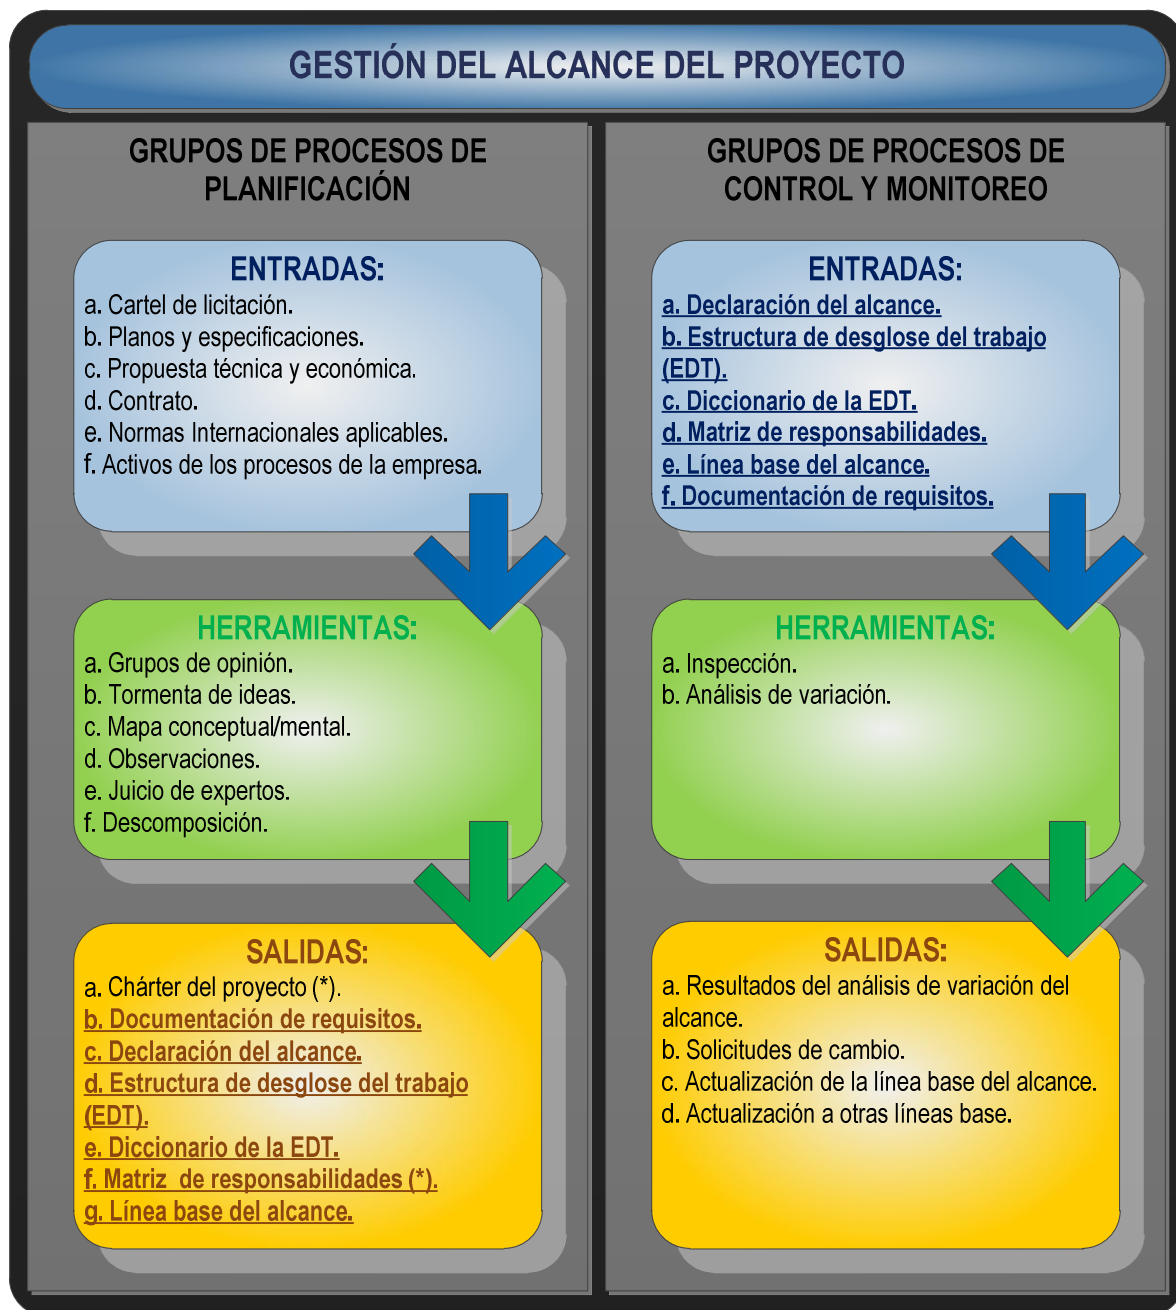 GESTIÓN DEL ALCANCE DEL PROYECTO
GRUPOS DE PROCESOS DE
PLANIFICACIÓN
ENTRADAS:
a. Cartel de licitación.
b. Planos y especificaciones.
c. Propuesta técnica y económica.
d. Contrato.
e. Normas Internacionales aplicables.
f. Activos de los procesos de la empresa.
HERRAMIENTAS:
a. Grupos de opinión.
b. Tormenta de ideas.
c. Mapa conceptual/mental.
d. Observaciones.
e. Juicio de expertos.
f. Descomposición.
SALIDAS:
a. Chárter del proyecto (*).
b. Documentación de requisitos.
c. Declaración del alcance.
d. Estructura de desglose del trabajo
(EDT).
e. Diccionario de la EDT.
f. Matriz  de responsabilidades (*).
g. Línea base del alcance.
GRUPOS DE PROCESOS DE
CONTROL Y MONITOREO
ENTRADAS:
a. Declaración del alcance.
b. Estructura de desglose del trabajo
(EDT).
c. Diccionario de la EDT.
d. Matriz de responsabilidades.
e. Línea base del alcance.
f. Documentación de requisitos.
HERRAMIENTAS:
a. Inspección.
b. Análisis de variación.
SALIDAS:
a. Resultados del análisis de variación del
alcance.
b. Solicitudes de cambio.
c. Actualización de la línea base del alcance.
d. Actualización a otras líneas base.